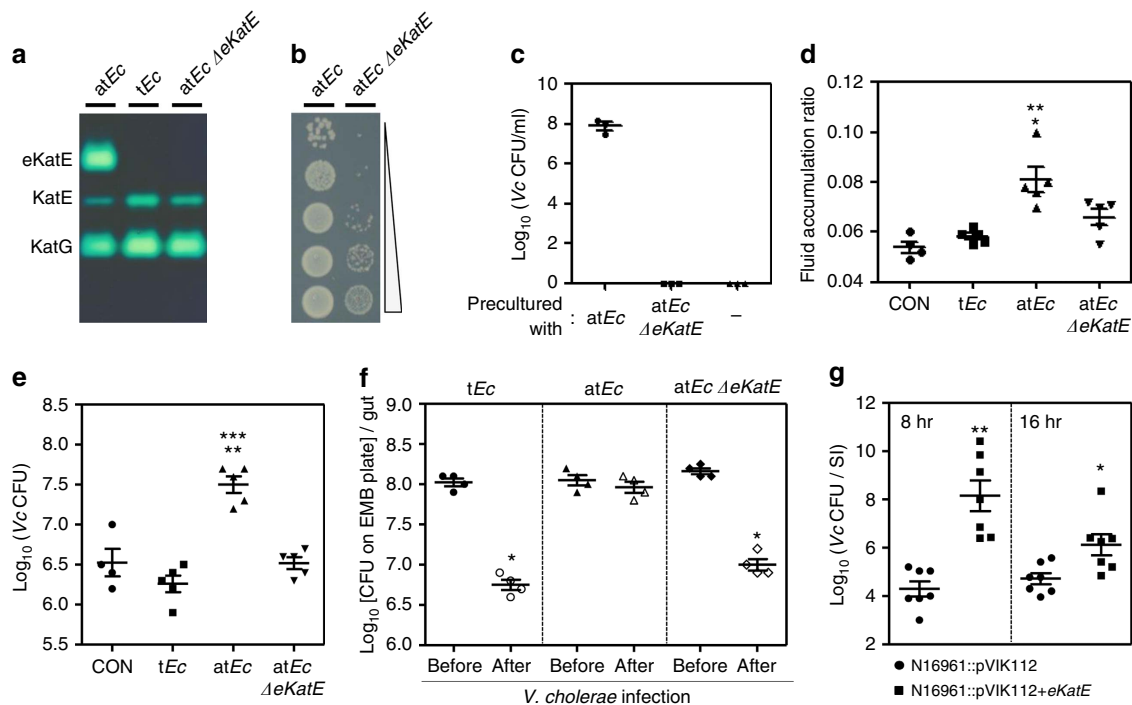 a
atEc
tEc
atEc ΔeKatE
eKatE
KatE
KatG
b
atEc
atEc ΔeKatE
c
Log10 (Vc CFU/ml)
10
8
6
4
2
0
Precultured with :
atEc
atEc ΔeKatE
–
d
Fluid accumulation ratio
0.12
0.10
0.08
0.06
0.04
**
*
CON
tEc
atEc
atEc
ΔeKatE
e
Log10 (Vc CFU)
8.0
7.5
7.0
6.5
6.0
5.5
***
**
CON
tEc
atEc
atEc
ΔeKatE
f
tEc
atEc
atEc ΔeKatE
Log10 [CFU on EMB plate] / gut
9.0
8.5
8.0
7.5
7.0
6.5
6.0
*
*
Before After Before After Before After
V. cholerae infection
g
Log10 (Vc CFU / SI)
12
10
8
6
4
2
8 hr
16 hr
**
*
N16961::pVIK112
N16961::pVIK112+eKatE